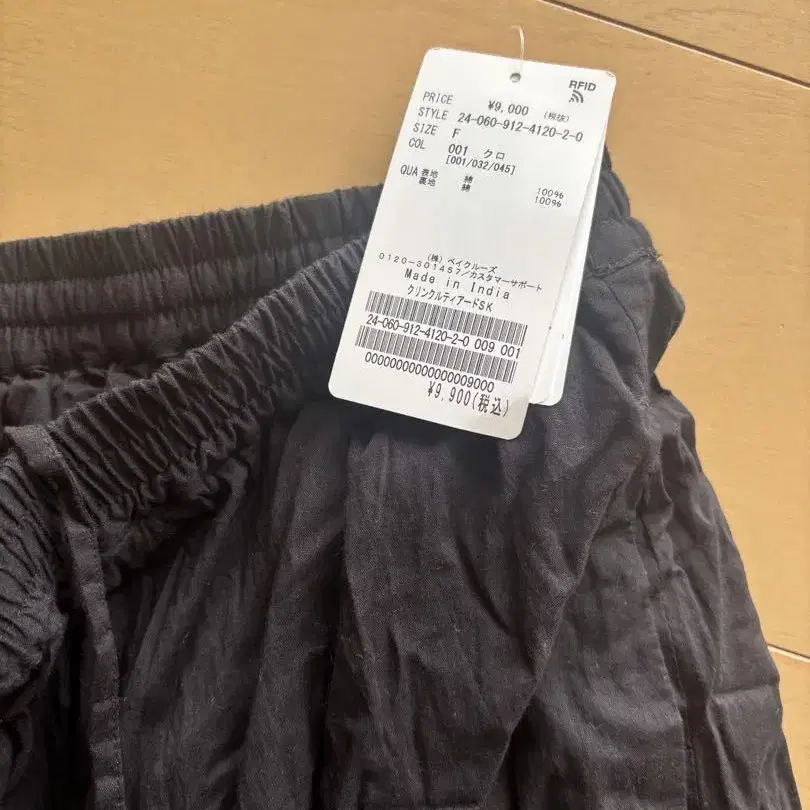 RFID
PRICE ¥9,000 (税抜)
STYLE 24-060-912-4120-2-0
SIZE F
COL 001 クロ
[001/032/045]
QUA 表地 綿 100%
裏地 綿 100%
(株) ベイクルーズ
0120-301457/カスタマーサポート
Made in India
クリンクルティアードSK
24-060-912-4120-2-0 009 001
0000000000000009000
¥9,900(税込)